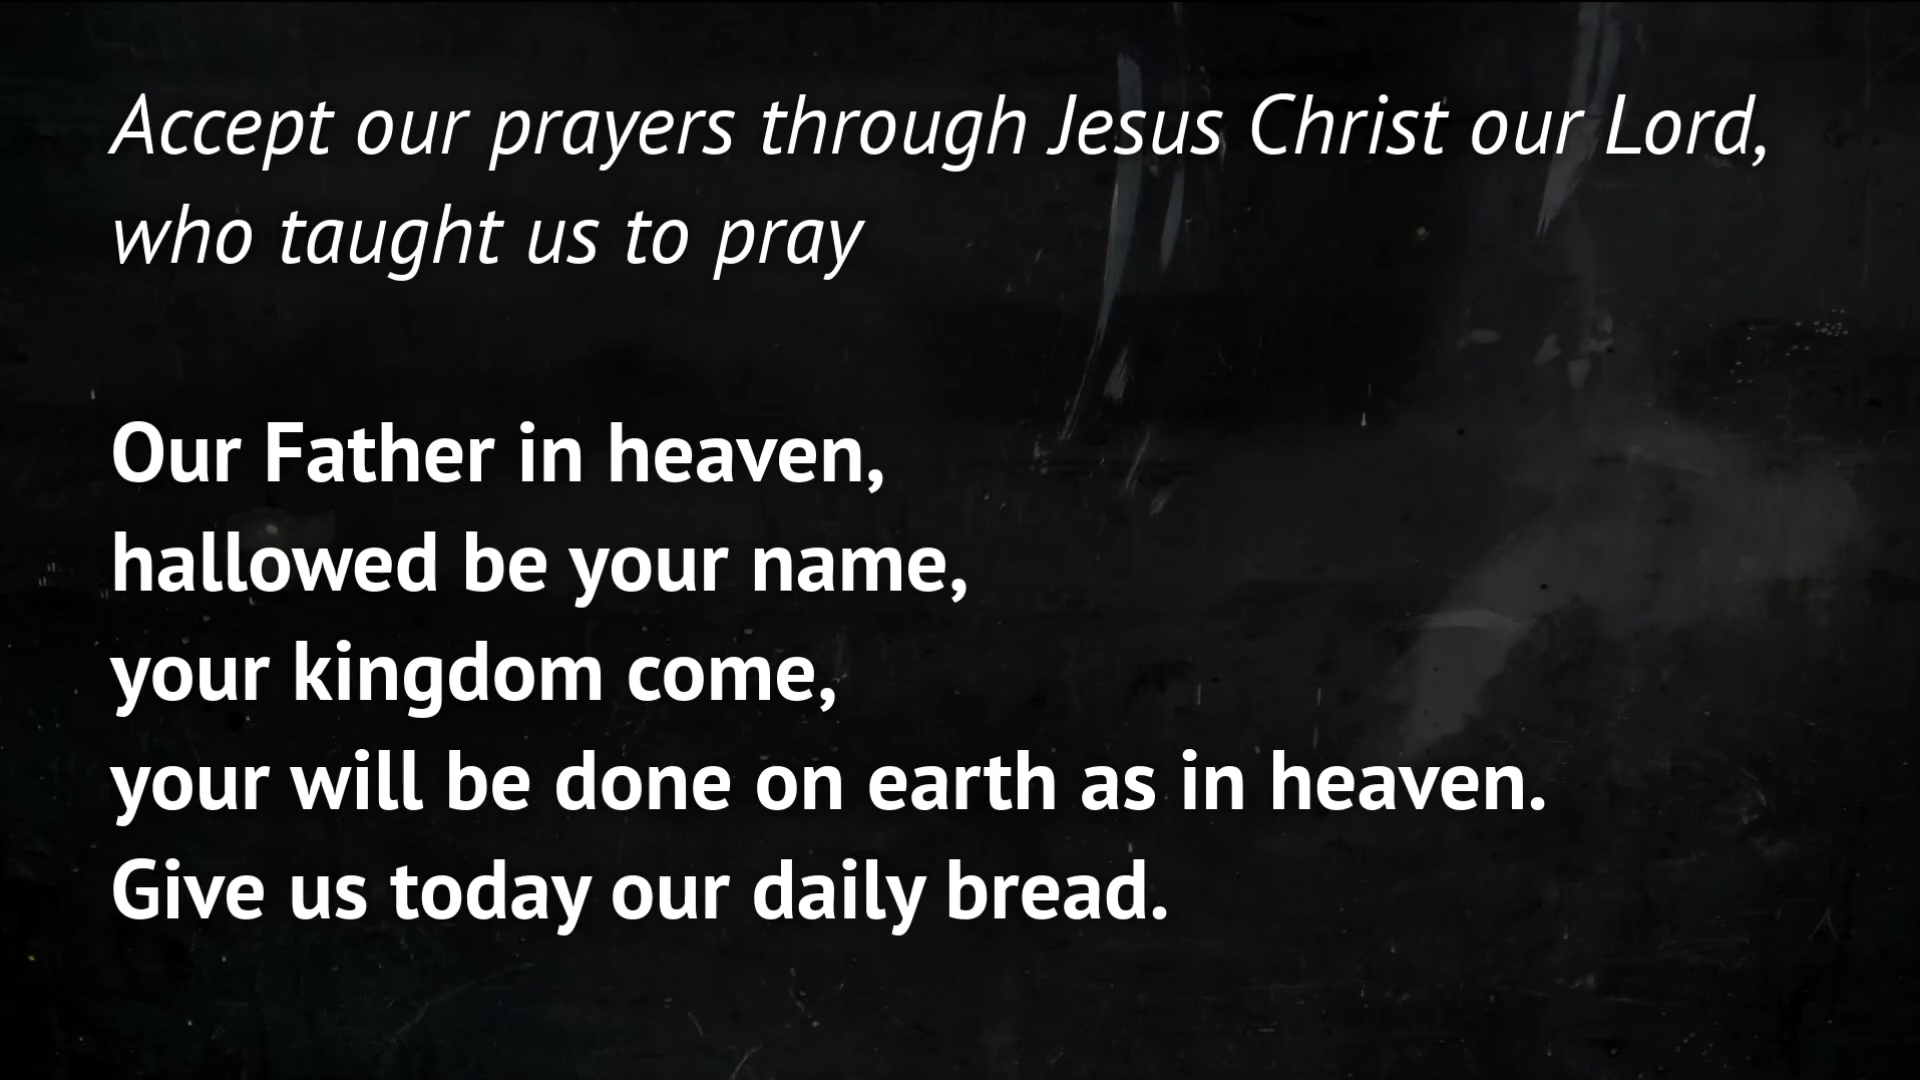 Accept our prayers through Jesus Christ our Lord,
who taught us to pray
Our Father in heaven,
hallowed be your name,
your kingdom come,
your will be done on earth as in heaven.
Give us today our daily bread.